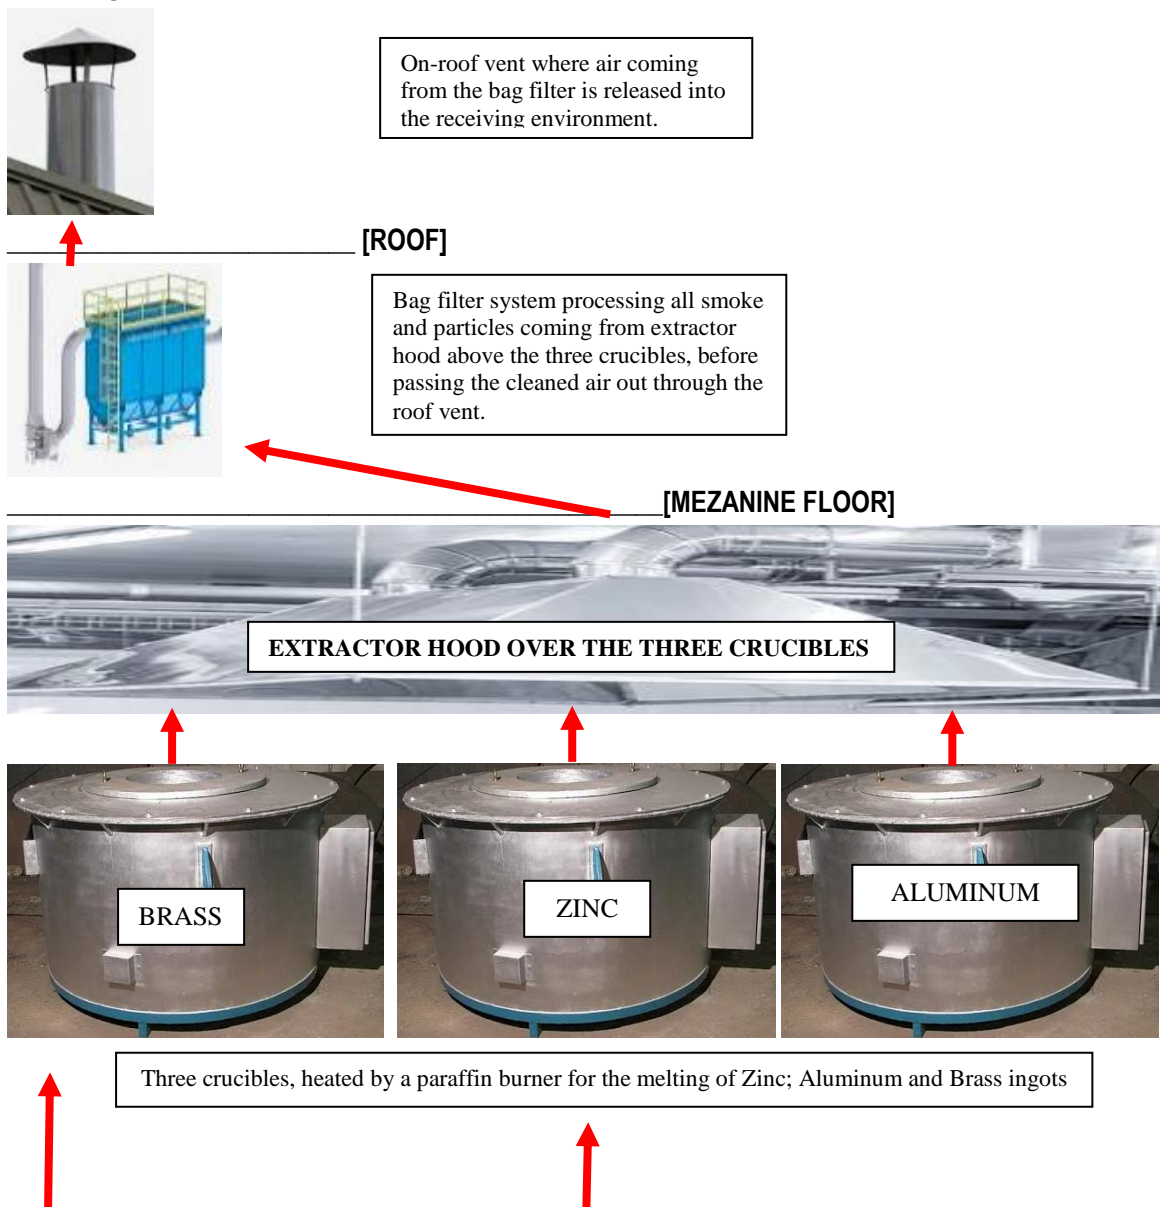 On-roof vent where air coming
from the bag filter is released into
the receiving environment.
[ROOF]
Bag filter system processing all smoke
and particles coming from extractor
hood above the three crucibles, before
passing the cleaned air out through the
roof vent.
[MEZANINE FLOOR]
EXTRACTOR HOOD OVER THE THREE CRUCIBLES
BRASS
ZINC
ALUMINUM
Three crucibles, heated by a paraffin burner for the melting of Zinc; Aluminum and Brass ingots